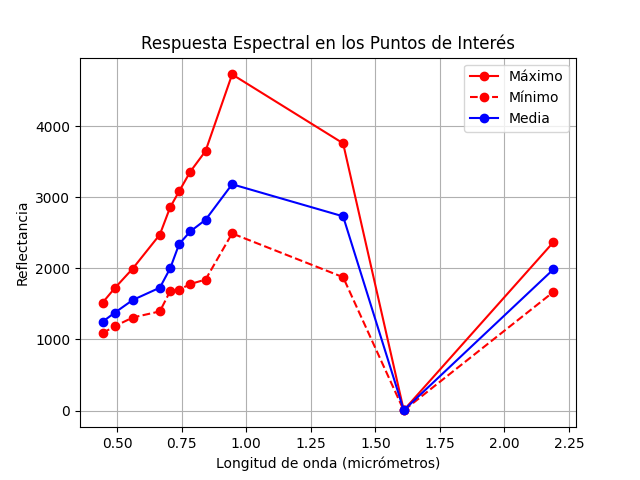 Respuesta Espectral en los Puntos de Interés
Máximo
Mínimo
Media
Reflectancia
4000
3000
2000
1000
0
0.50 0.75 1.00 1.25 1.50 1.75 2.00 2.25
Longitud de onda (micrómetros)